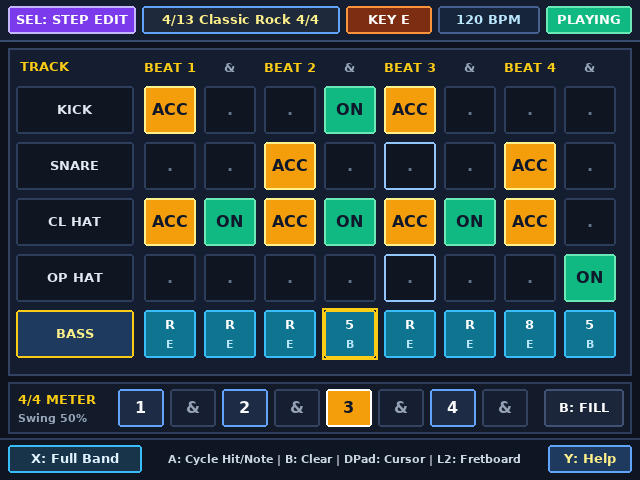 SEL: STEP EDIT 4/13 Classic Rock 4/4 KEY E 120 BPM PLAYING
TRACK BEAT 1 & BEAT 2 & BEAT 3 & BEAT 4 &
KICK ACC . . ON ACC . . .
SNARE . . ACC . . . ACC .
CL HAT ACC ON ACC ON ACC ON ACC .
OP HAT . . . . . . . ON
BASS R R R 5 R R 8 5
E E E B E E E B
4/4 METER 1 & 2 & 3 & 4 & B: FILL
Swing 50%
X: Full Band A: Cycle Hit/Note | B: Clear | DPad: Cursor | L2: Fretboard Y: Help